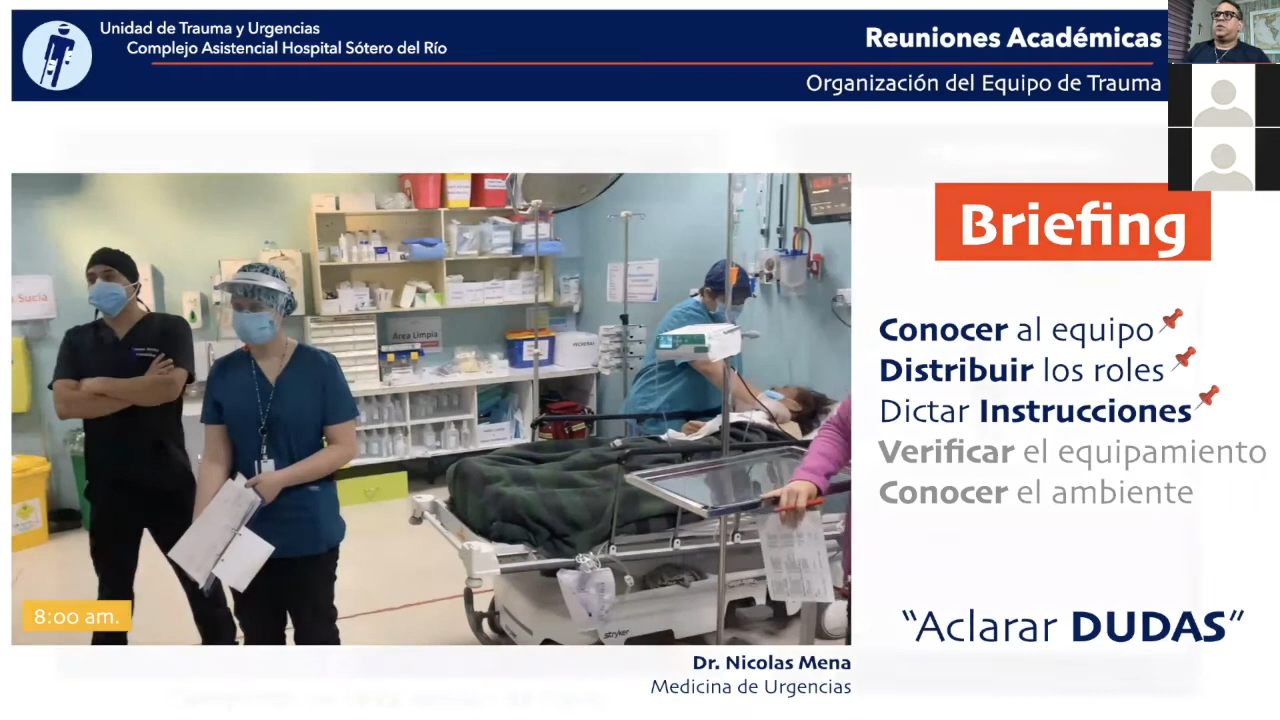 Unidad de Trauma y Urgencias
Complejo Asistencial Hospital Sótero del Río
Reuniones Académicas
Organización del Equipo de Trauma
Briefing
Conocer al equipo
Distribuir los roles
Dictar Instrucciones
Verificar el equipamiento
Conocer el ambiente
“Aclarar DUDAS”
Sucia
Área Limpia
stryker
8:00 am.
Dr. Nicolas Mena
Medicina de Urgencias